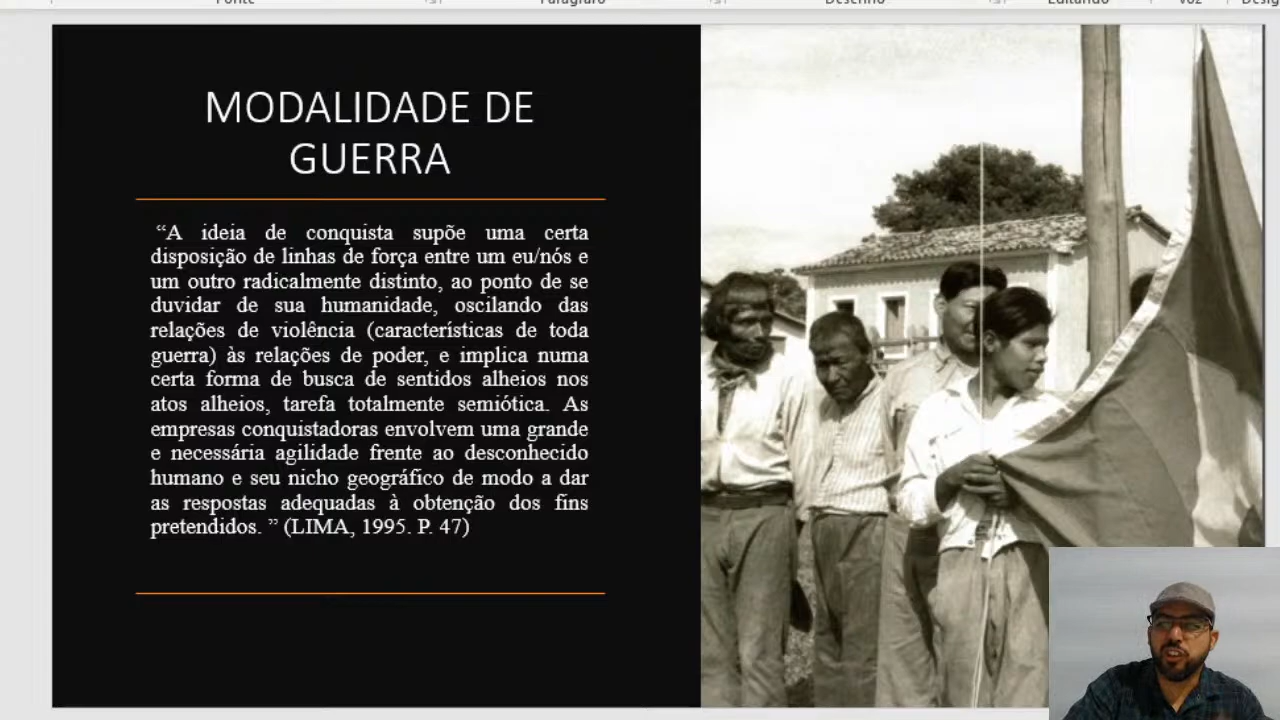 Fonte
Parágrafo
Desenho
Editando
Voz
MODALIDADE DE
GUERRA
“A ideia de conquista supõe uma certa
disposição de linhas de força entre um eu/nós e
um outro radicalmente distinto, ao ponto de se
duvidar de sua humanidade, oscilando das
relações de violência (características de toda
guerra) às relações de poder, e implica numa
certa forma de busca de sentidos alheios nos
atos alheios, tarefa totalmente semiótica. As
empresas conquistadoras envolvem uma grande
e necessária agilidade frente ao desconhecido
humano e seu nicho geográfico de modo a dar
as respostas adequadas à obtenção dos fins
pretendidos. ” (LIMA, 1995. P. 47)